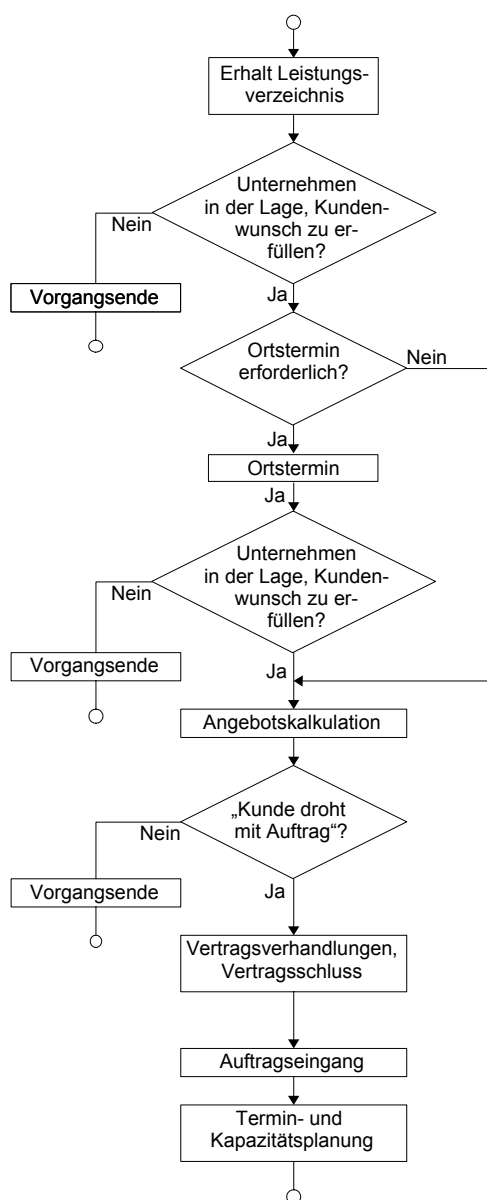 Erhalt Leistungs-
verzeichnis
Unternehmen
in der Lage, Kunden-
wunsch zu er-
füllen?
Nein
Vorgangsende
Ja
Ortstermin
erforderlich?
Nein
Ja
Ortstermin
Ja
Unternehmen
in der Lage, Kunden-
wunsch zu er-
füllen?
Nein
Vorgangsende
Ja
Angebotskalkulation
„Kunde droht
mit Auftrag“?
Nein
Vorgangsende
Ja
Vertragsverhandlungen,
Vertragsschluss
Auftragseingang
Termin- und
Kapazitätsplanung